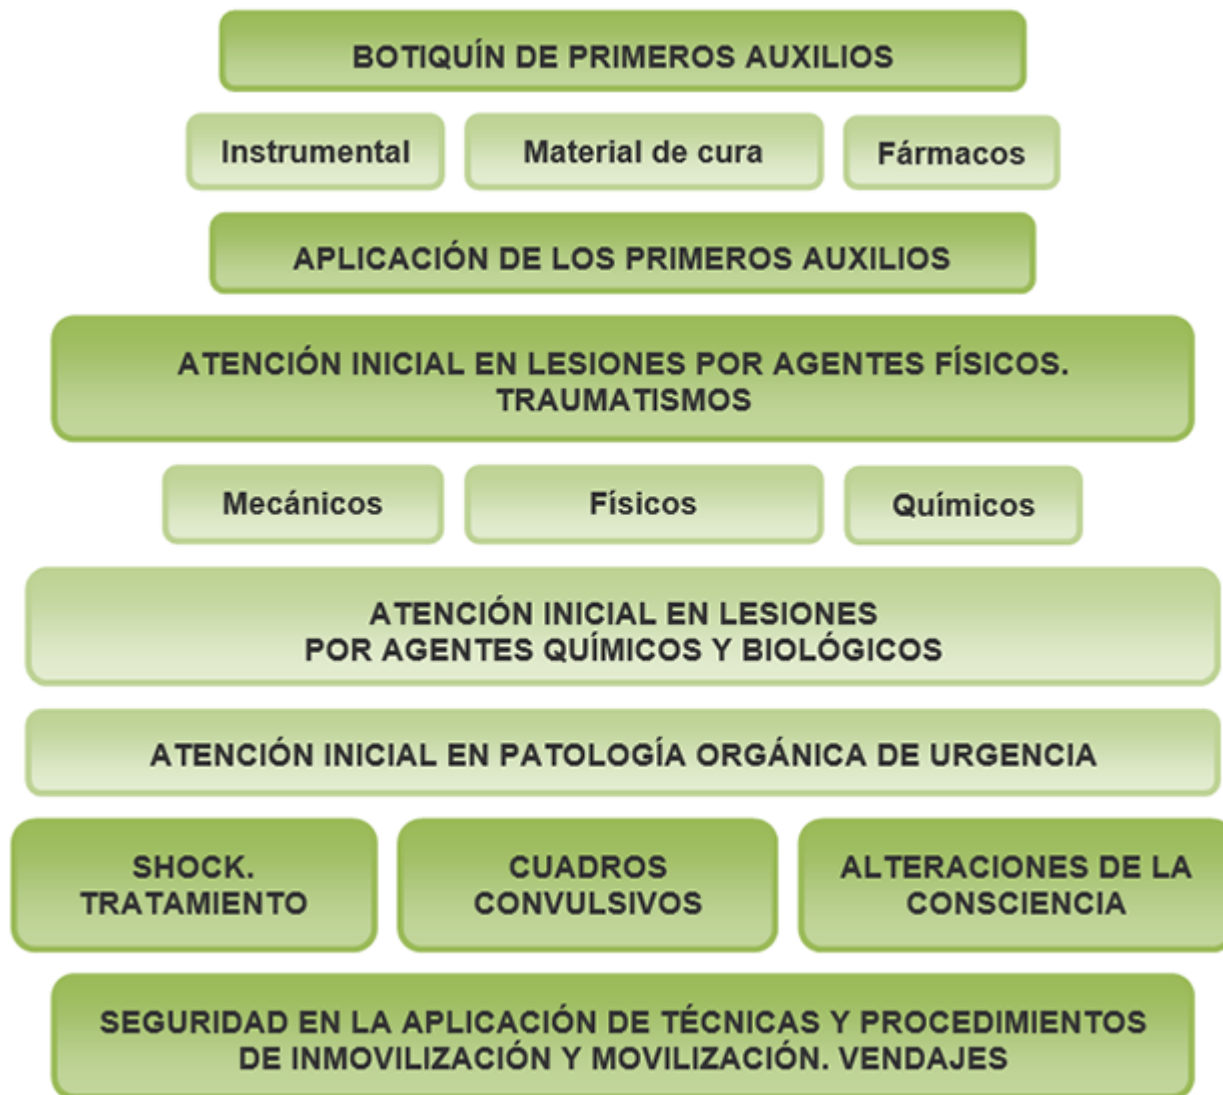 BOTIQUÍN DE PRIMEROS AUXILIOS
Instrumental
Material de cura
Fármacos
APLICACIÓN DE LOS PRIMEROS AUXILIOS
ATENCIÓN INICIAL EN LESIONES POR AGENTES FÍSICOS.
TRAUMATISMOS
Mecánicos
Físicos
Químicos
ATENCIÓN INICIAL EN LESIONES
POR AGENTES QUÍMICOS Y BIOLÓGICOS
ATENCIÓN INICIAL EN PATOLOGÍA ORGÁNICA DE URGENCIA
SHOCK.
TRATAMIENTO
CUADROS
CONVULSIVOS
ALTERACIONES DE LA
CONSCIENCIA
SEGURIDAD EN LA APLICACIÓN DE TÉCNICAS Y PROCEDIMIENTOS
DE INMOVILIZACIÓN Y MOVILIZACIÓN. VENDAJES